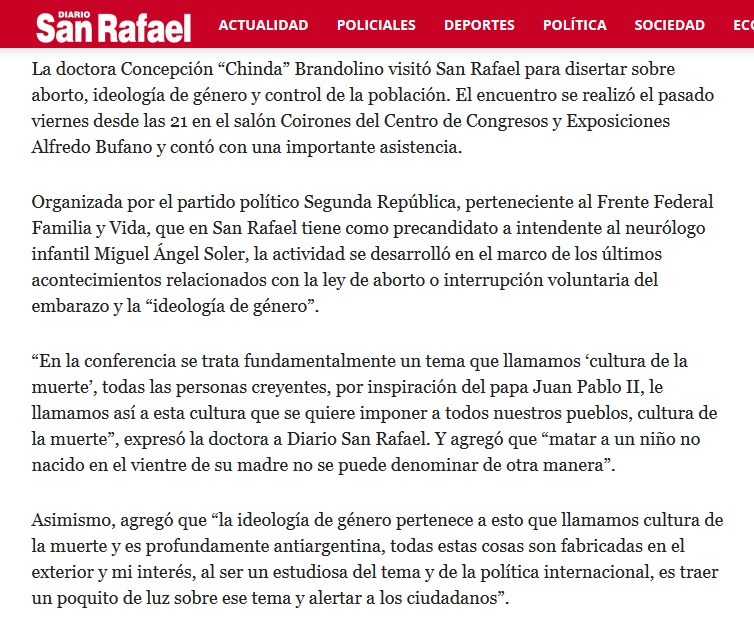 DIARIO
San Rafael
ACTUALIDAD POLICIALES DEPORTES POLÍTICA SOCIEDAD
La doctora Concepción “Chinda” Brandolino visitó San Rafael para disertar sobre
aborto, ideología de género y control de la población. El encuentro se realizó el pasado
viernes desde las 21 en el salón Coirones del Centro de Congresos y Exposiciones
Alfredo Bufano y contó con una importante asistencia.
Organizada por el partido político Segunda República, perteneciente al Frente Federal
Familia y Vida, que en San Rafael tiene como precandidato a intendente al neurólogo
infantil Miguel Ángel Soler, la actividad se desarrolló en el marco de los últimos
acontecimientos relacionados con la ley de aborto o interrupción voluntaria del
embarazo y la “ideología de género”.
“En la conferencia se trata fundamentalmente un tema que llamamos ‘cultura de la
muerte’, todas las personas creyentes, por inspiración del papa Juan Pablo II, le
llamamos así a esta cultura que se quiere imponer a todos nuestros pueblos, cultura de
la muerte”, expresó la doctora a Diario San Rafael. Y agregó que “matar a un niño no
nacido en el vientre de su madre no se puede denominar de otra manera”.
Asimismo, agregó que “la ideología de género pertenece a esto que llamamos cultura de
la muerte y es profundamente antiargentina, todas estas cosas son fabricadas en el
exterior y mi interés, al ser un estudiosa del tema y de la política internacional, es traer
un poquito de luz sobre ese tema y alertar a los ciudadanos”.